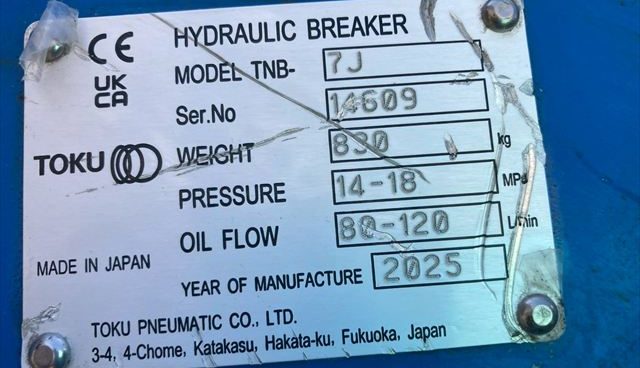 CE
UK
CA
TOKU
HYDRAULIC BREAKER
MODEL TNB- 7J
Ser.No 14609
WEIGHT 830 kg
PRESSURE 14-18 MPa
OIL FLOW 80-120 L/min
MADE IN JAPAN
YEAR OF MANUFACTURE 2025
TOKU PNEUMATIC CO., LTD.
3-4, 4-Chome, Katakasu, Hakata-ku, Fukuoka, Japan